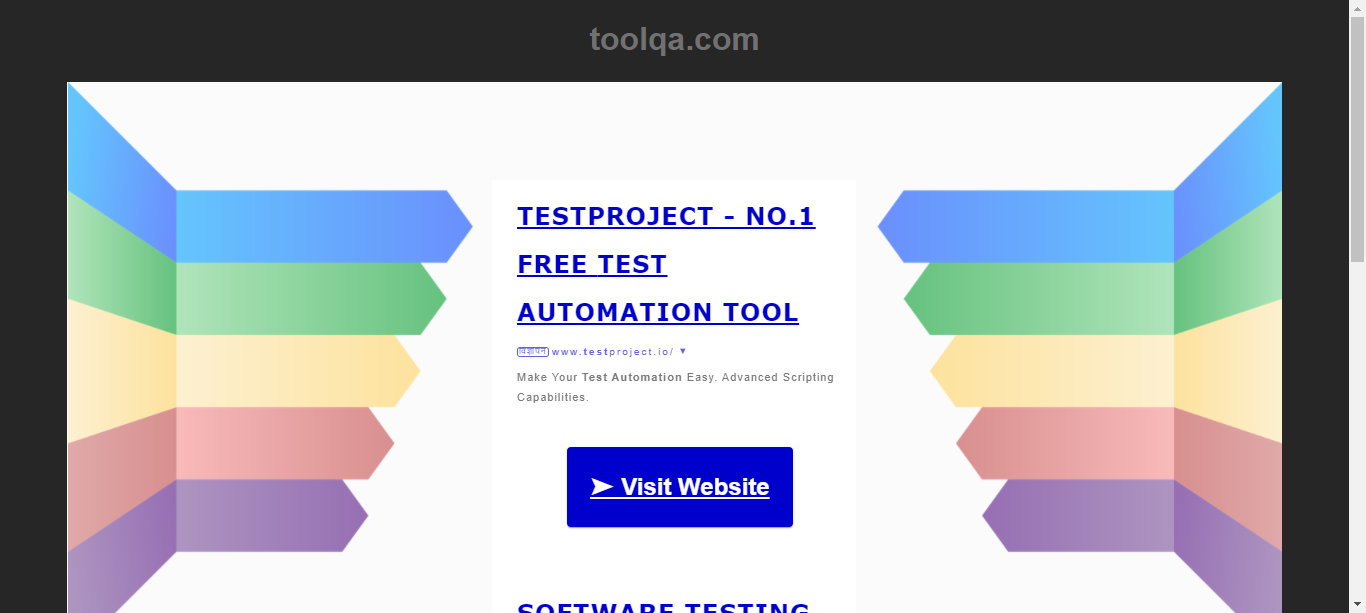 toolqa.com
TESTPROJECT - NO.1
FREE TEST
AUTOMATION TOOL
विज्ञापन www.testproject.io/ ▼
Make Your Test Automation Easy. Advanced Scripting
Capabilities.
➤ Visit Website
SOFTWARE TESTING